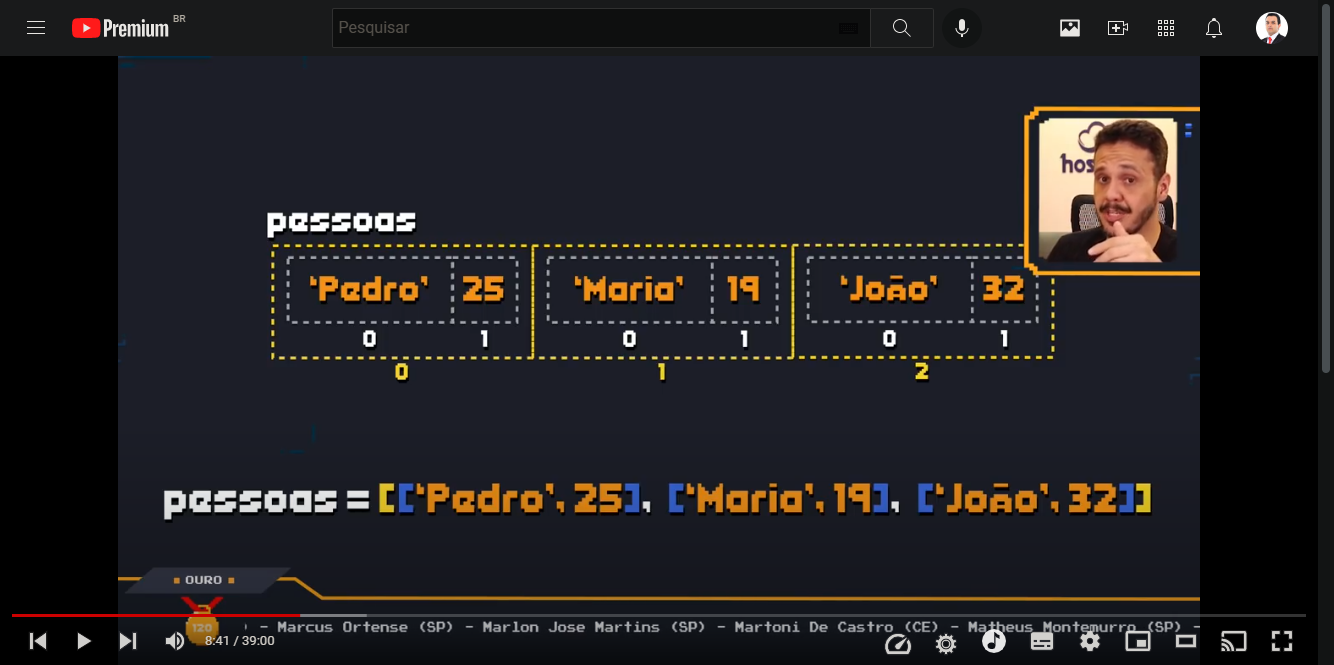 Premium BR
Pesquisar
hos
pessoas
'Pedro' 25 'Maria' 19 'João' 32
0 1 0 1 0 1
0 1 2
pessoas = [['Pedro', 25], ['Maria', 19], ['João', 32]]
OURO
120
- Marcus Ortense (SP) - Marlon Jose Martins (SP) - Martoni De Castro (CE) - Matheus Montemurro (SP) -
8:41 / 39:00